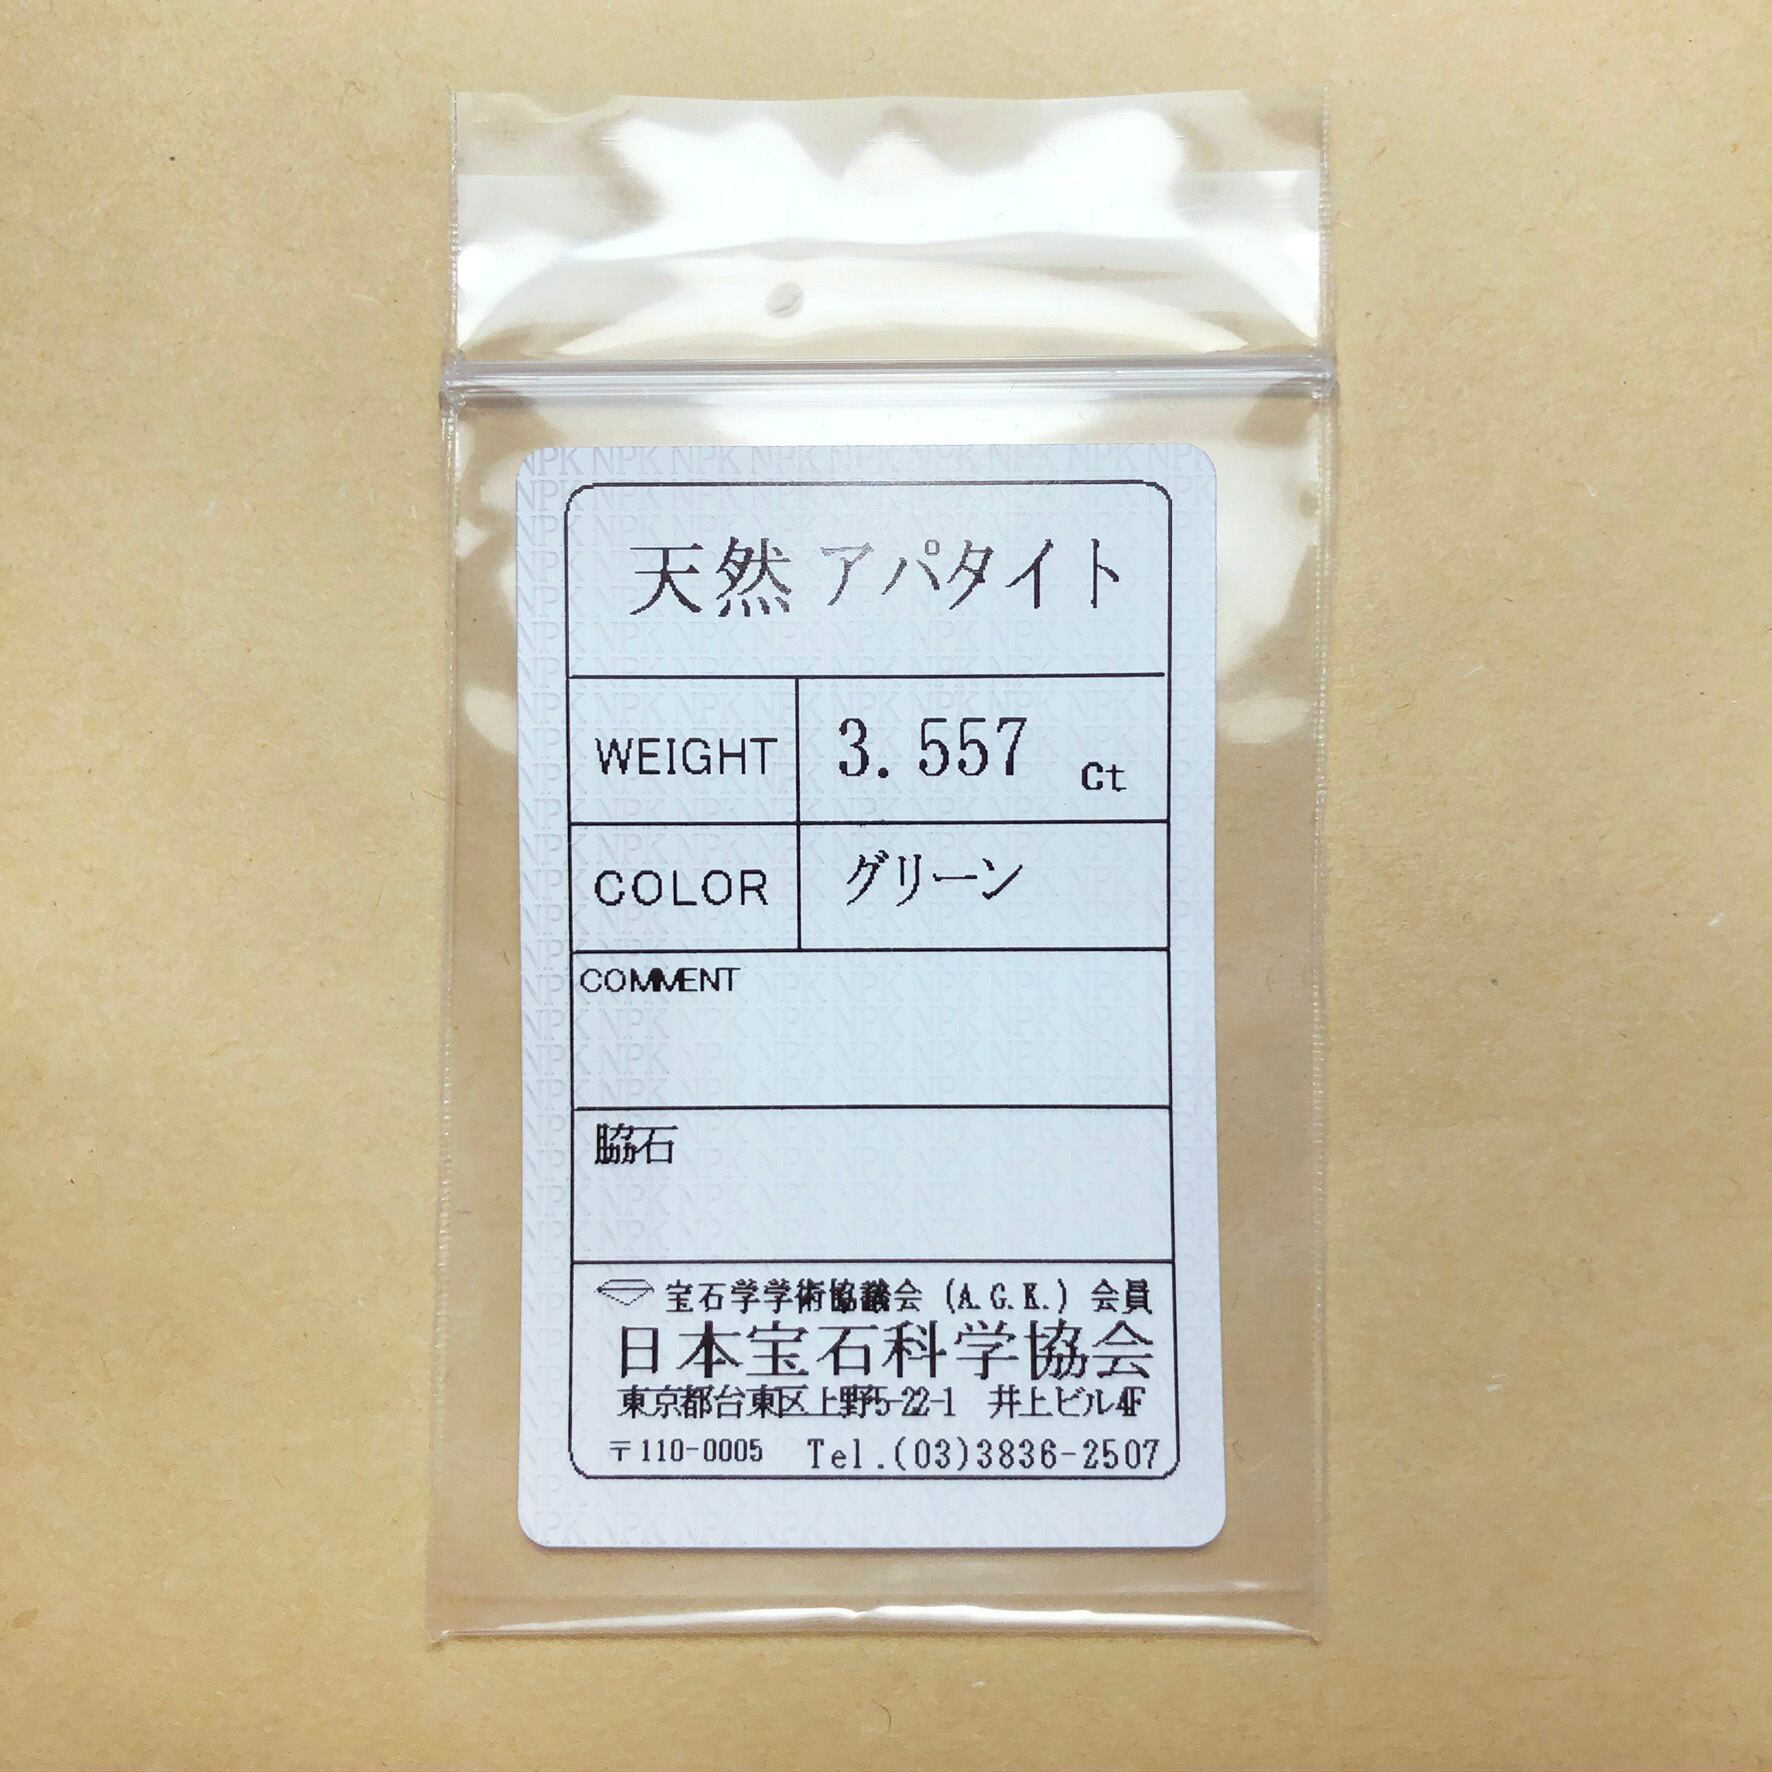 天然 アパタイト
WEIGHT 3.557 ct
COLOR グリーン
COMMENT
脇石
宝石学学術協議会 (A.G.K.) 会員
日本宝石科学協会
東京都台東区上野5-22-1 井上ビル4F
〒110-0005 Tel.(03)3836-2507